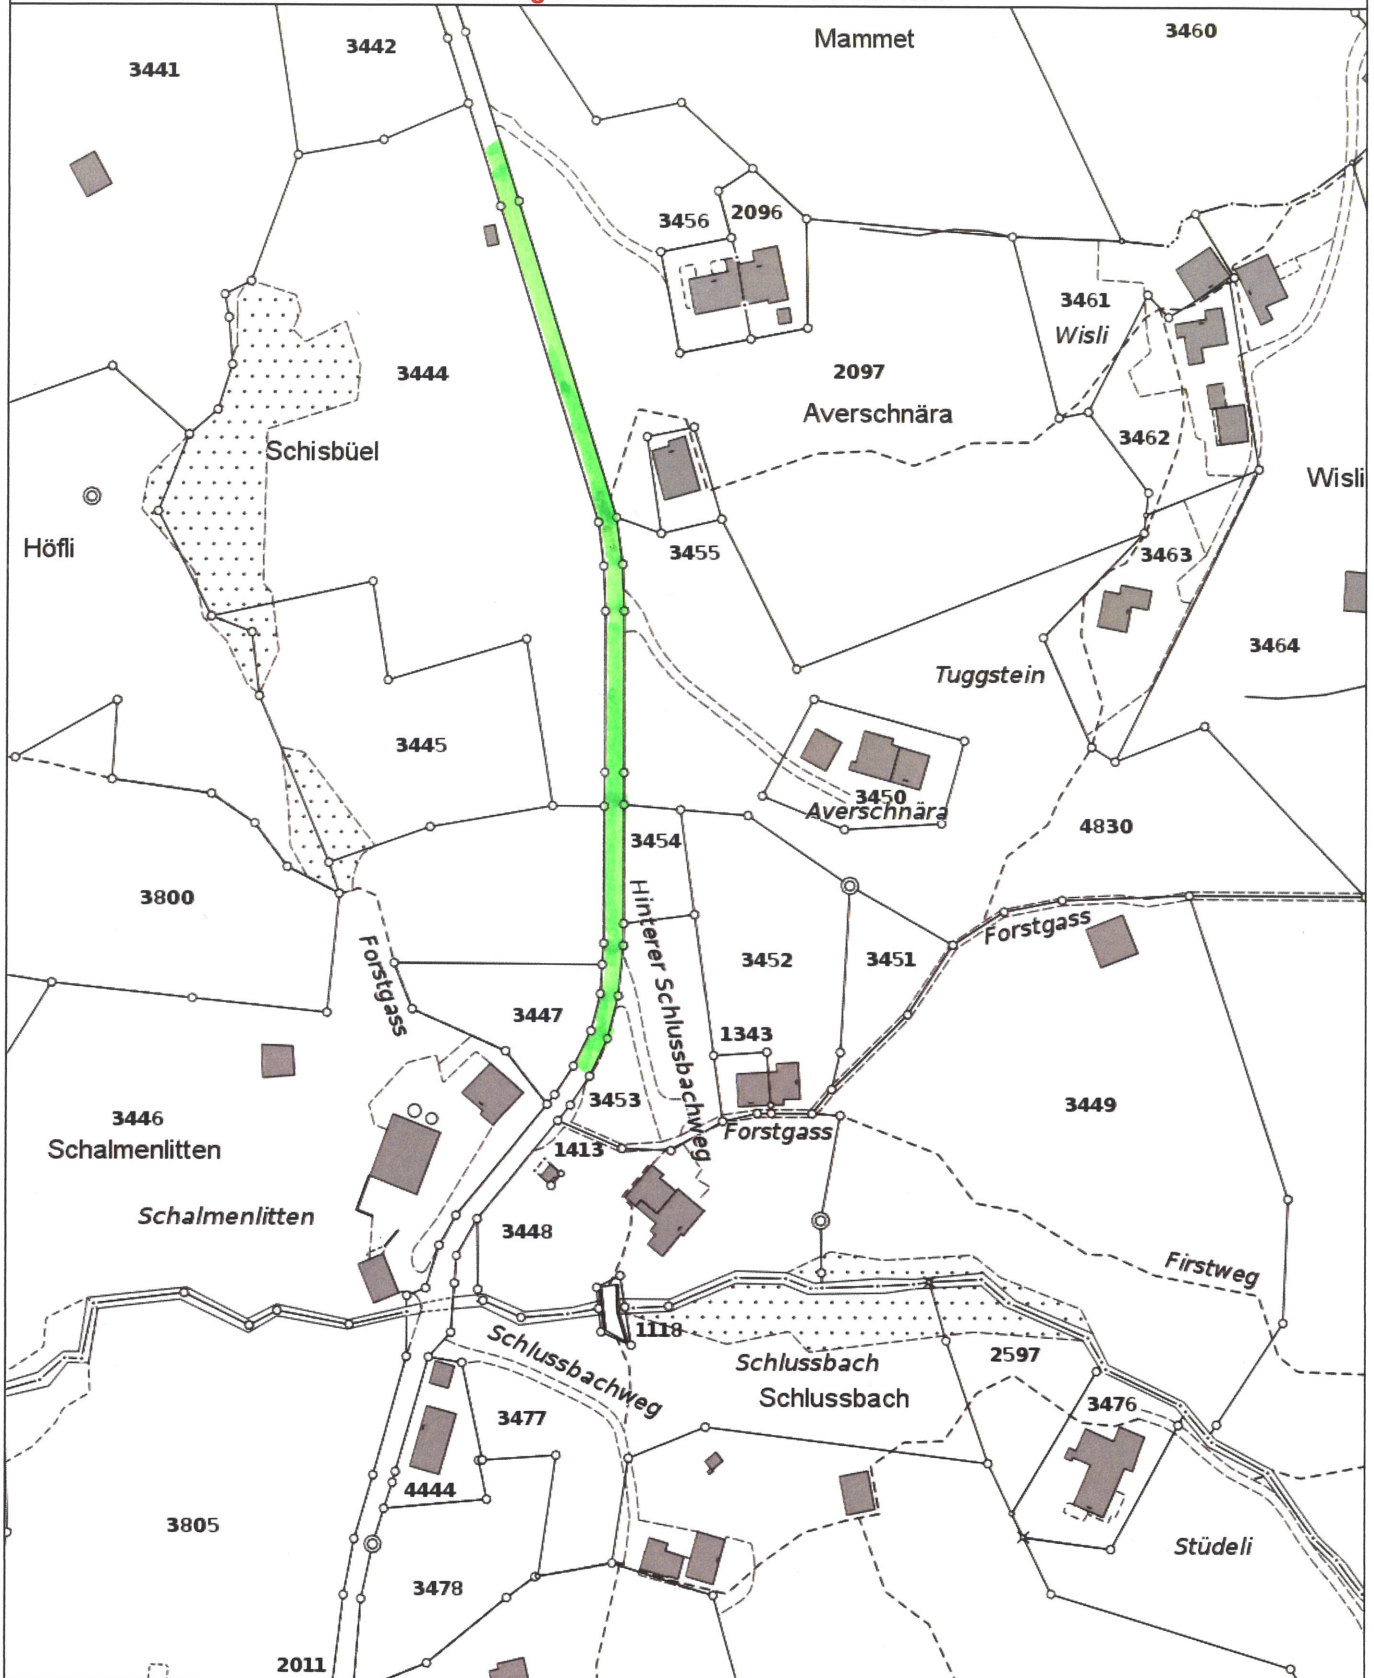 Mammet
3460
3442
3441
3456
2096
3461
Wisli
3444
2097
Averschnära
3462
Schisbüel
Wisli
Höfli
3455
3463
3464
Tuggstein
3445
3450
Averschnära
4830
3454
3800
Hinterer Schlussbachweg
Forstgass
Forstgass
3452
3451
3447
1343
3453
3449
3446
Schalmenlitten
Forstgass
1413
Schalmenlitten
3448
Firstweg
1118
Schlussbachweg
Schlussbach
2597
Schlussbach
3476
3477
4444
3805
Stüdeli
3478
2011